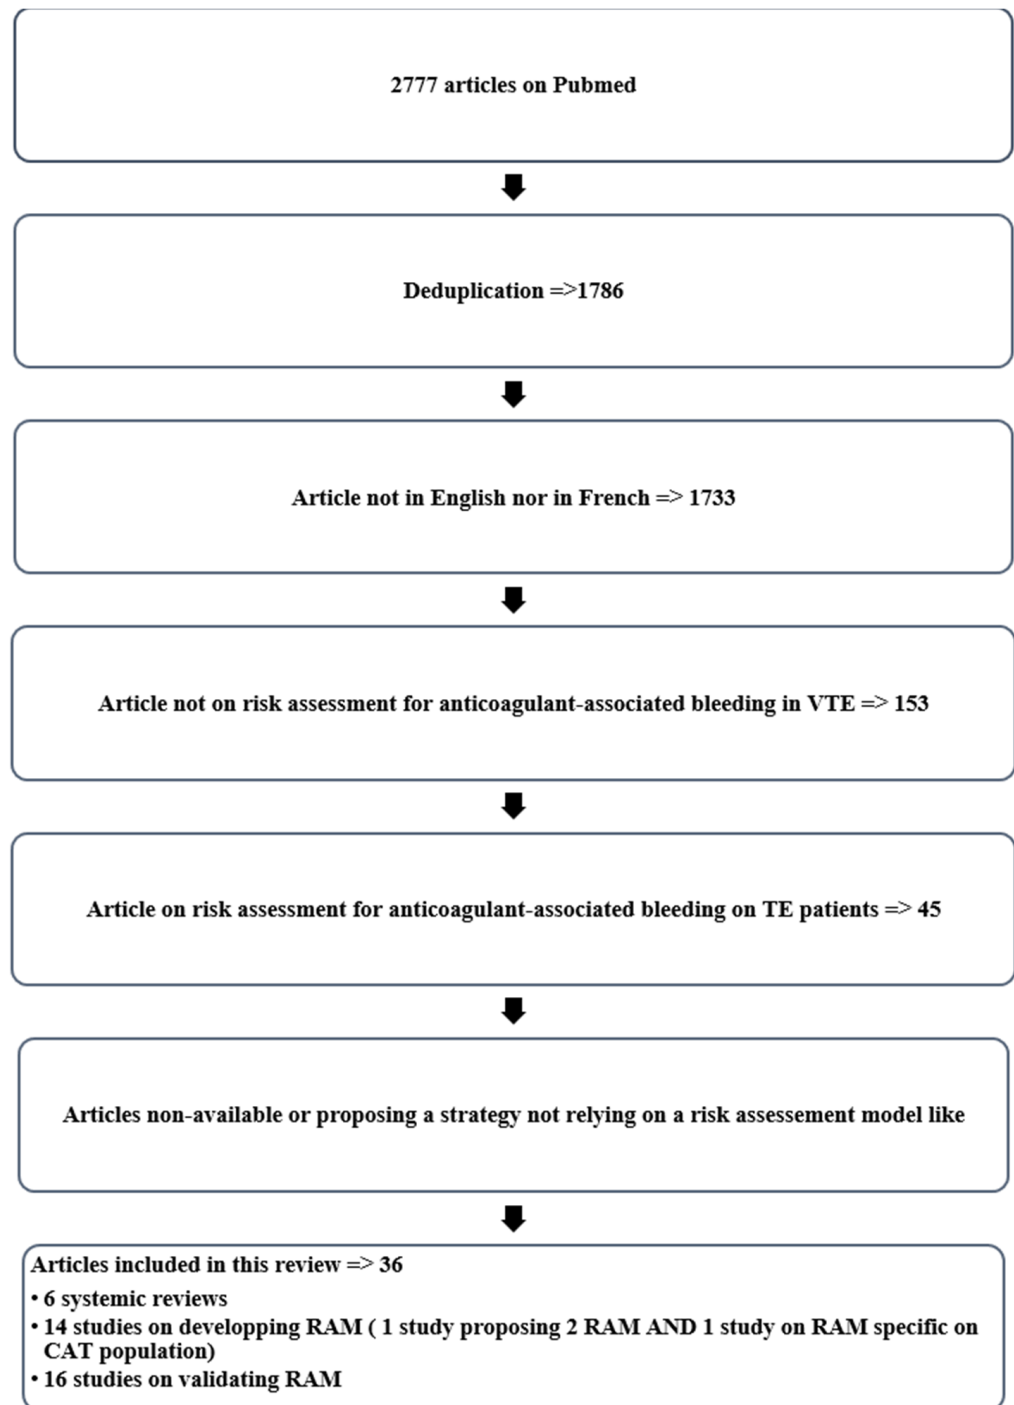 2777 articles on Pubmed
Deduplication =>1786
Article not in English nor in French => 1733
Article not on risk assessment for anticoagulant-associated bleeding in VTE => 153
Article on risk assessment for anticoagulant-associated bleeding on TE patients => 45
Articles non-available or proposing a strategy not relying on a risk assessement model like
Articles included in this review => 36
• 6 systemic reviews
• 14 studies on developping RAM ( 1 study proposing 2 RAM AND 1 study on RAM specific on
CAT population)
• 16 studies on validating RAM